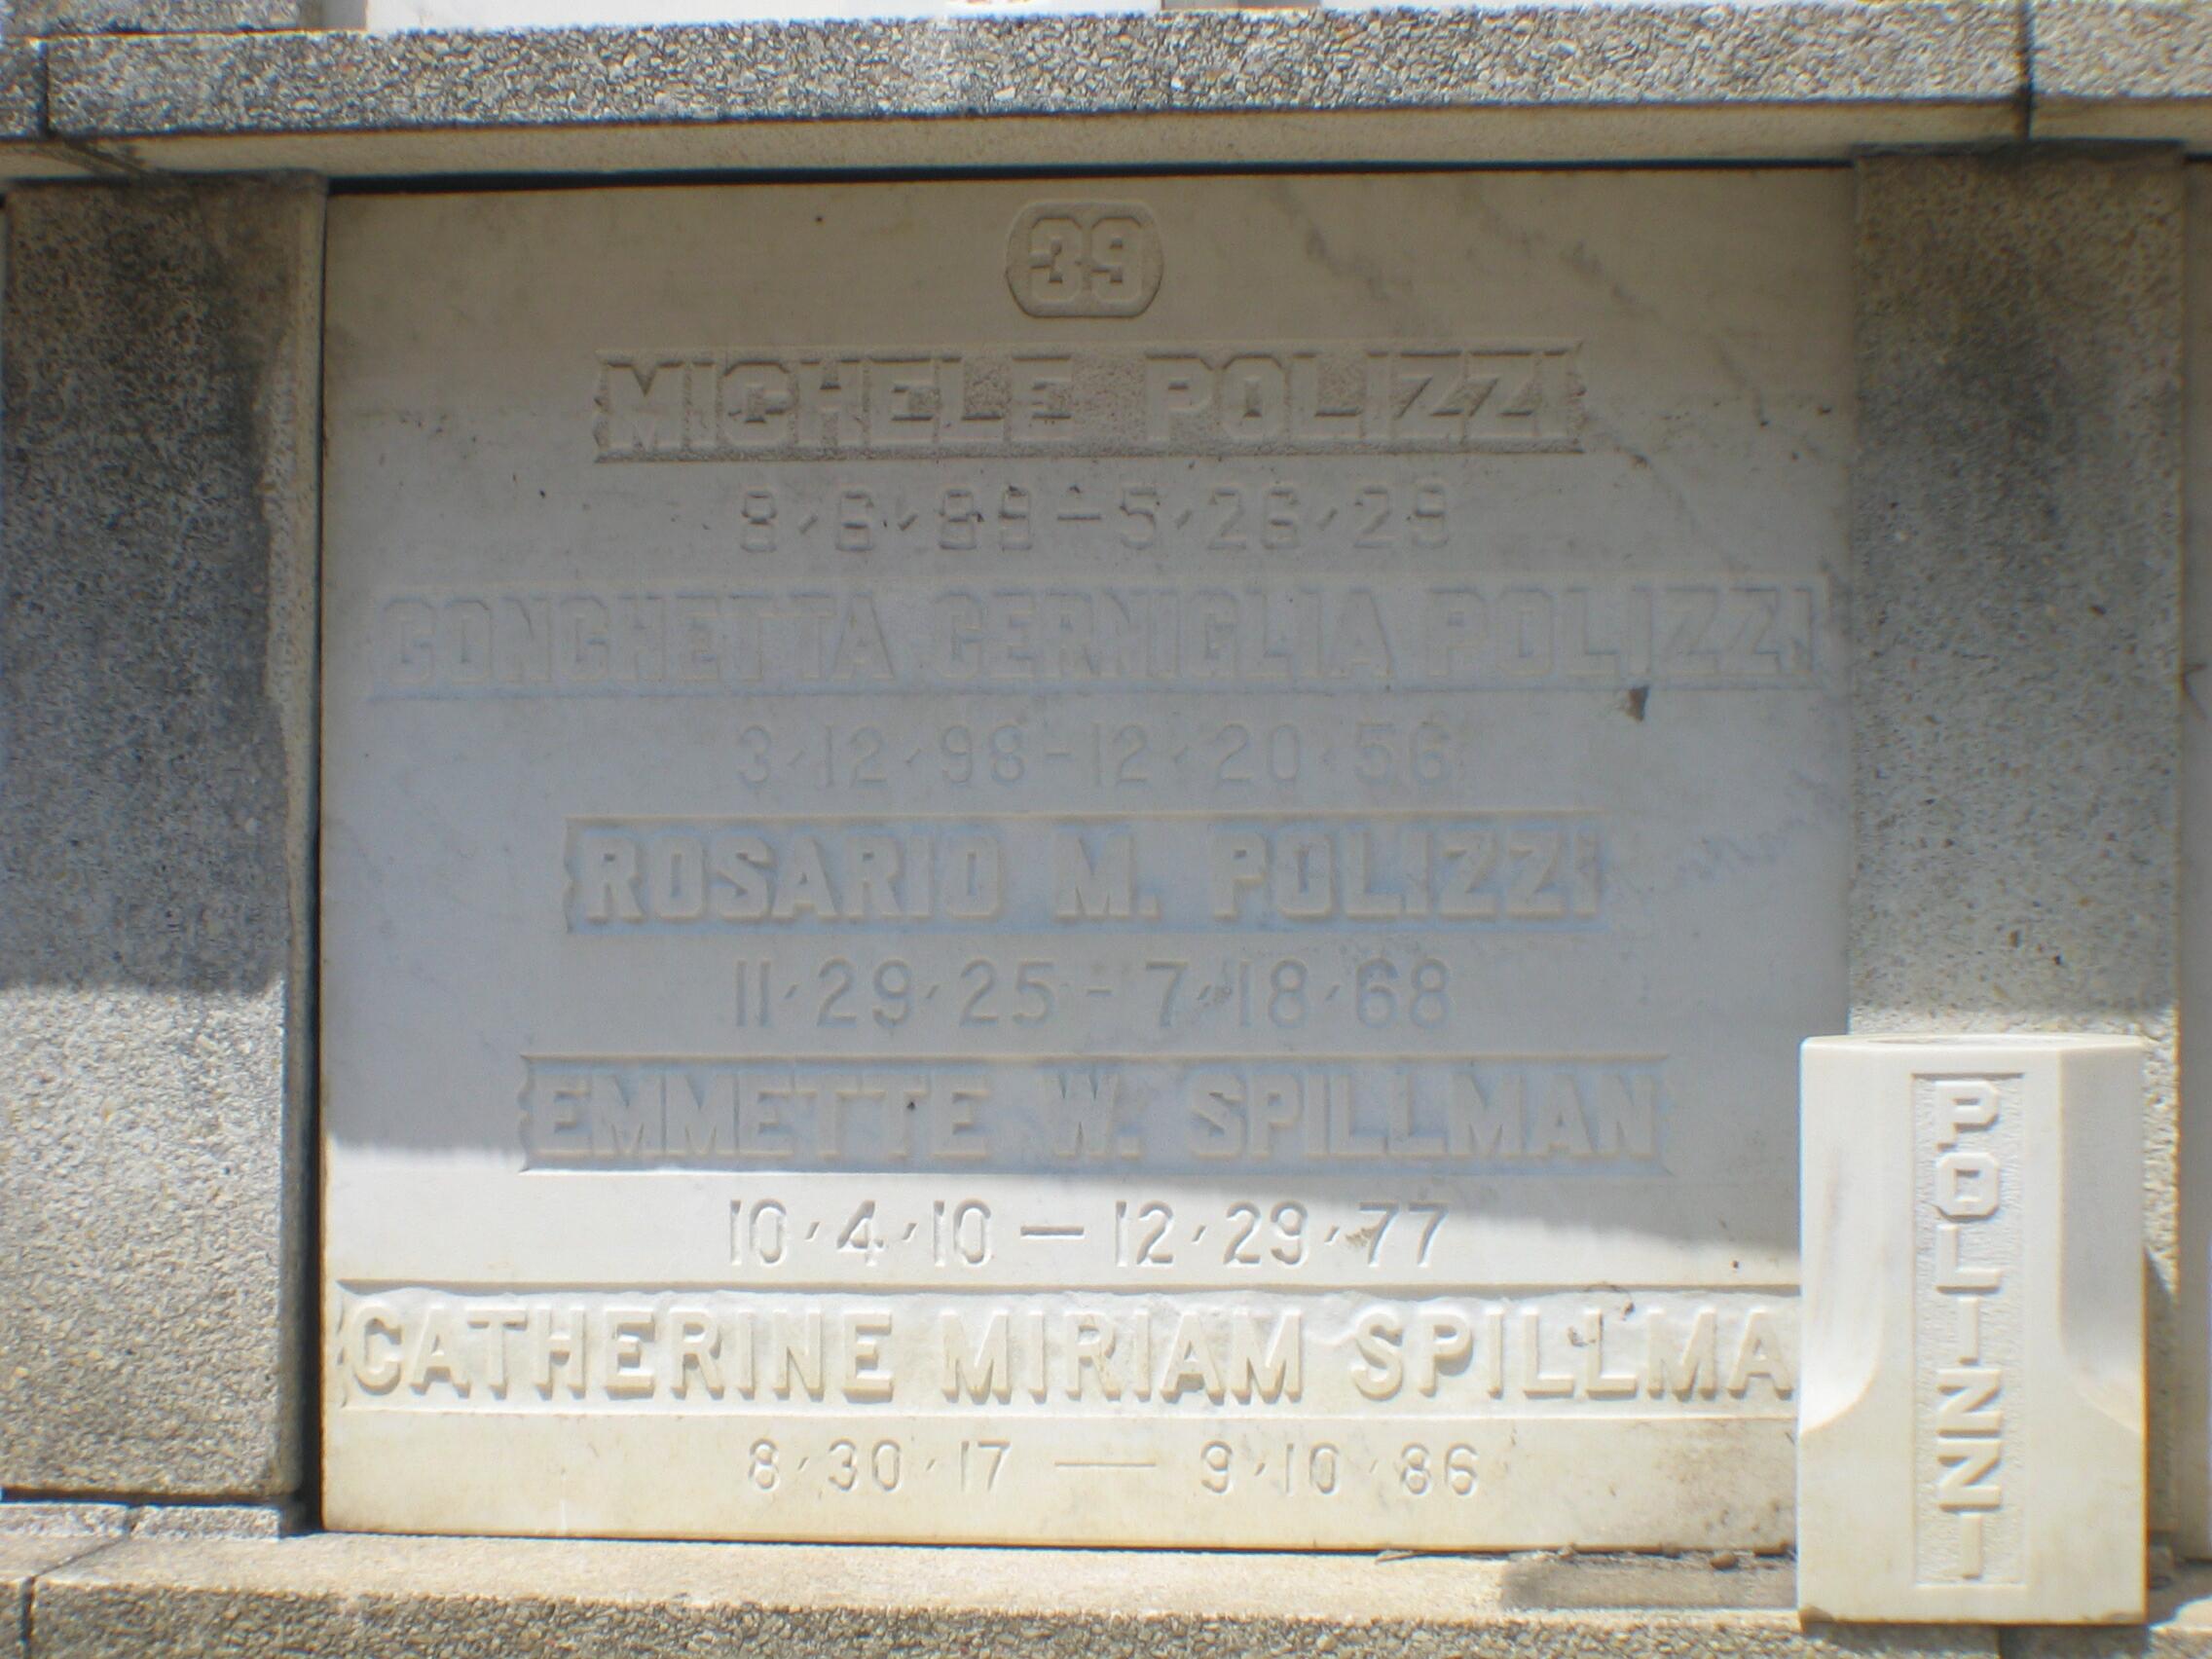 39
MICHELE POLIZZI
8·6·89-5·26·29
CONCHETTA CERNIGLIA POLIZZI
3·12·98-12·20·56
ROSARIO M. POLIZZI
11·29·25-7·18·68
EMMETTE W. SPILLMAN
10·4·10-12·29·77
CATHERINE MIRIAM SPILLMA
8·30·17-9·10·86
POLIZZI